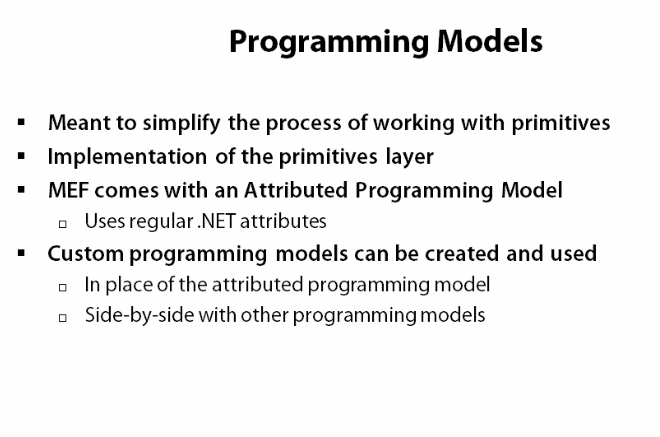 Programming Models
▪ Meant to simplify the process of working with primitives
▪ Implementation of the primitives layer
▪ MEF comes with an Attributed Programming Model
▫ Uses regular .NET attributes
▪ Custom programming models can be created and used
▫ In place of the attributed programming model
▫ Side-by-side with other programming models